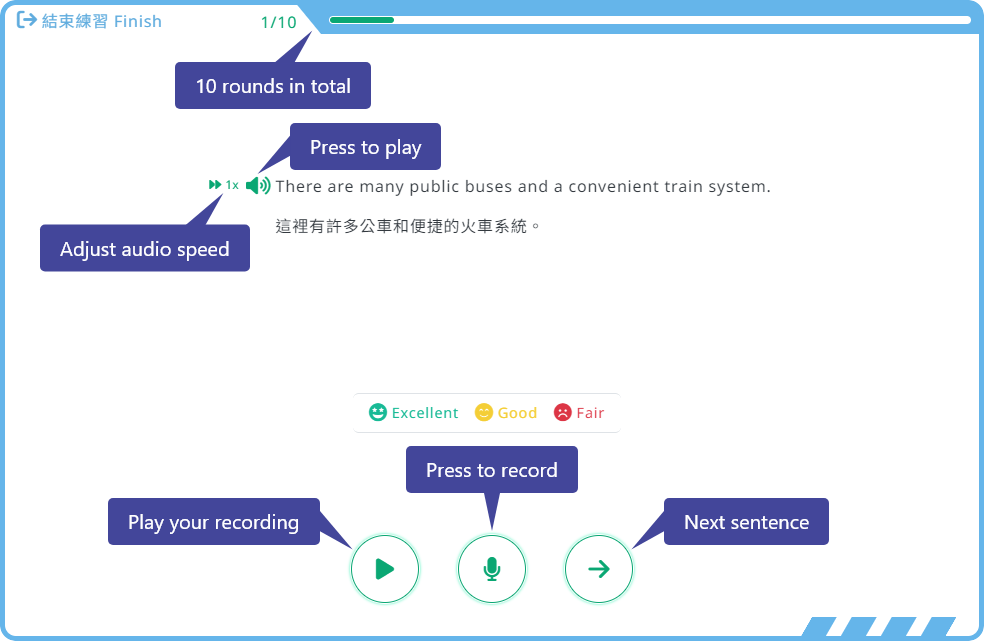 結束練習 Finish
1/10
10 rounds in total
Press to play
1x
There are many public buses and a convenient train system.
這裡有許多公車和便捷的火車系統。
Adjust audio speed
Excellent Good Fair
Press to record
Play your recording
Next sentence